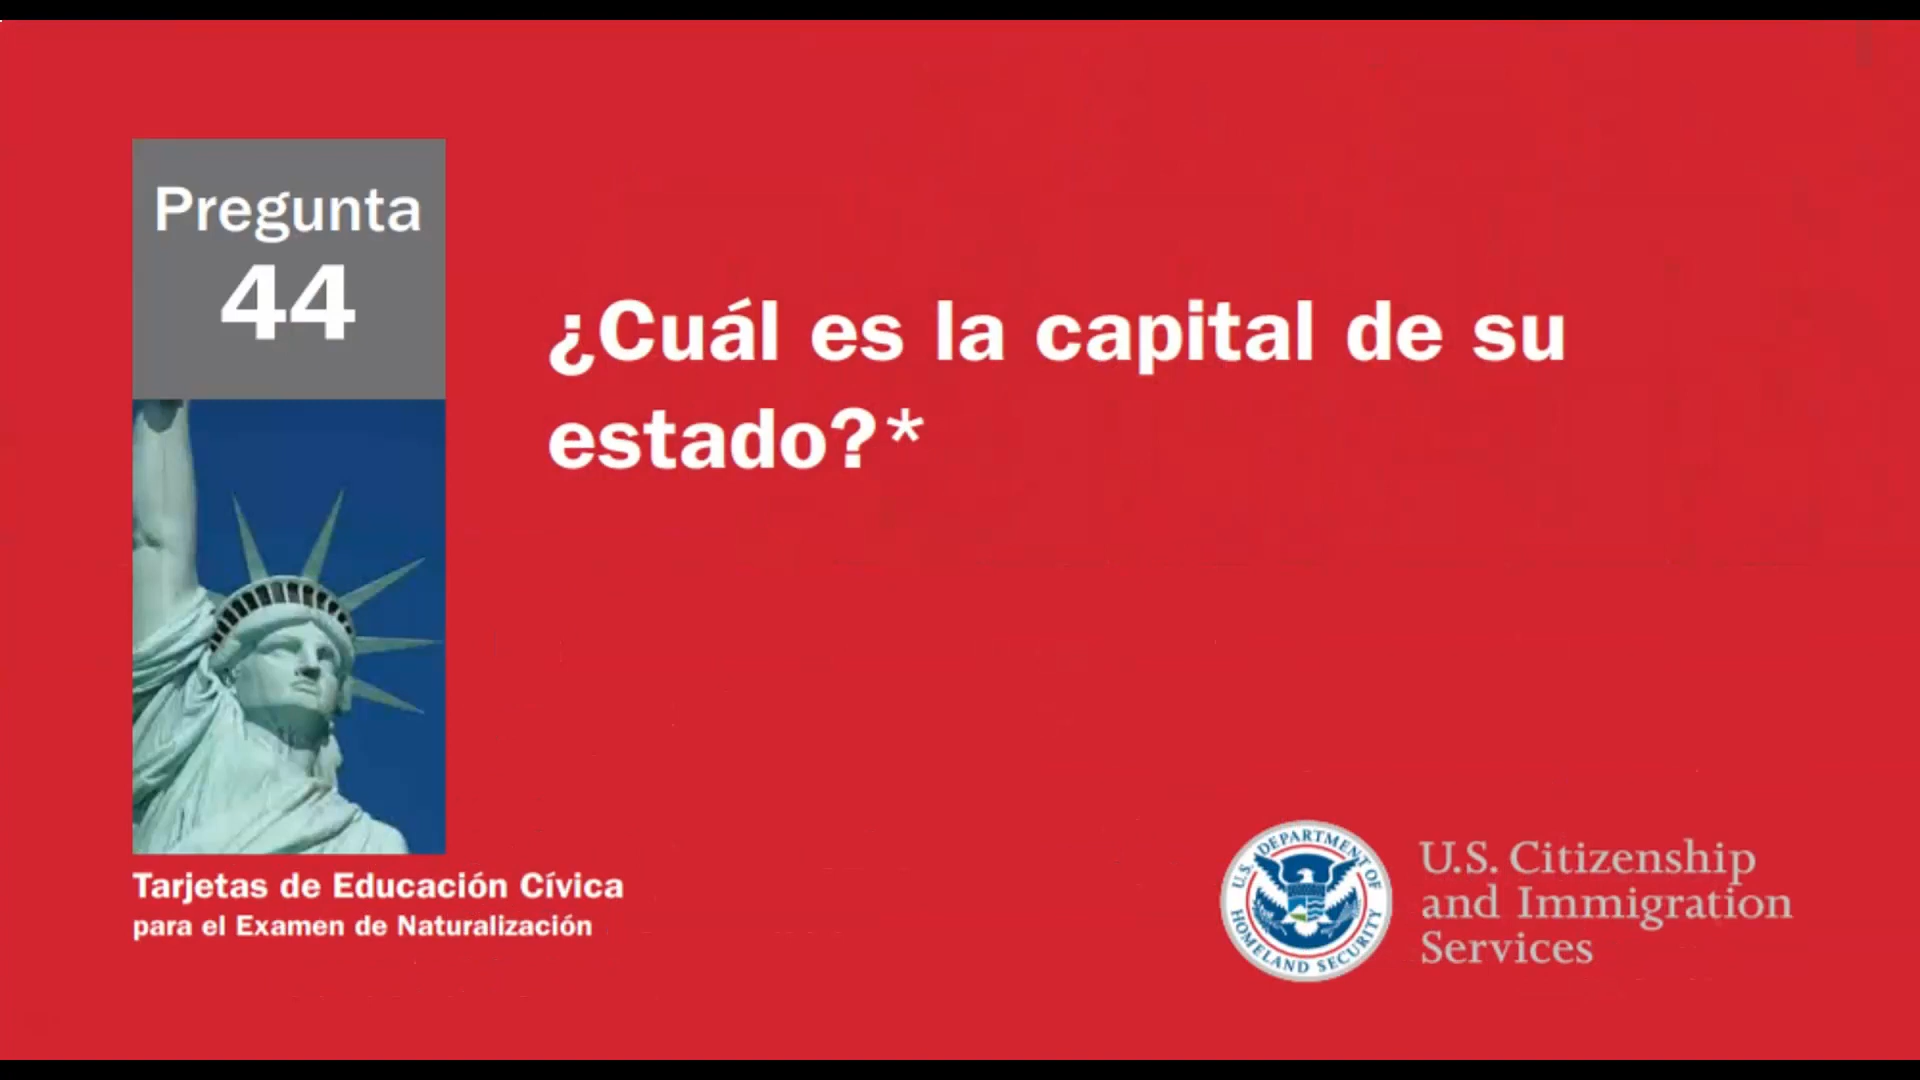 Pregunta
44
¿Cuál es la capital de su
estado?*
Tarjetas de Educación Cívica
para el Examen de Naturalización
U.S. DEPARTMENT OF
HOMELAND SECURITY
U.S. Citizenship
and Immigration
Services